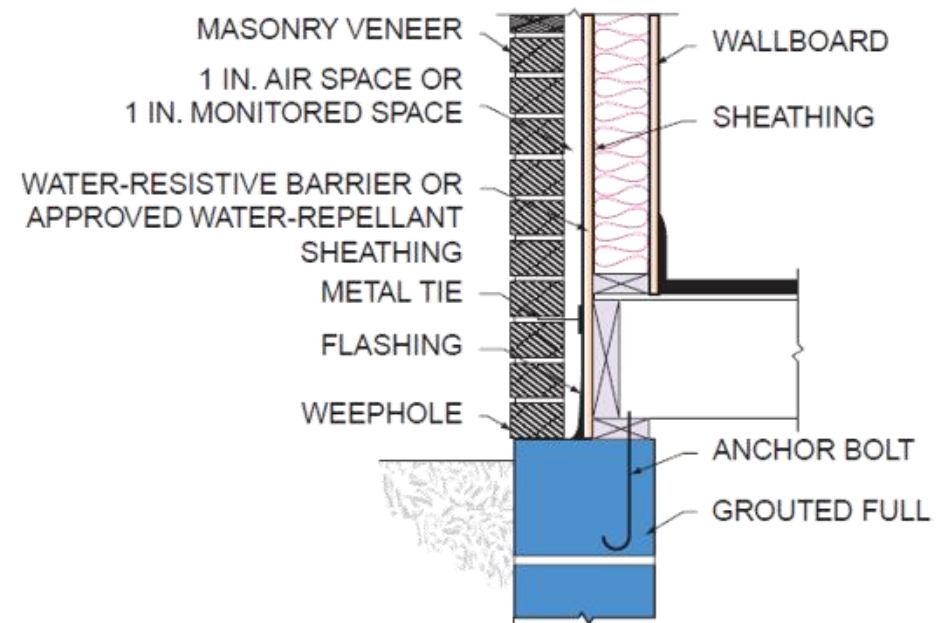 MASONRY VENEER
1 IN. AIR SPACE OR
1 IN. MONITORED SPACE
WATER-RESISTIVE BARRIER OR
APPROVED WATER-REPELLANT
SHEATHING
METAL TIE
FLASHING
WEEPHOLE
WALLBOARD
SHEATHING
ANCHOR BOLT
GROUTED FULL